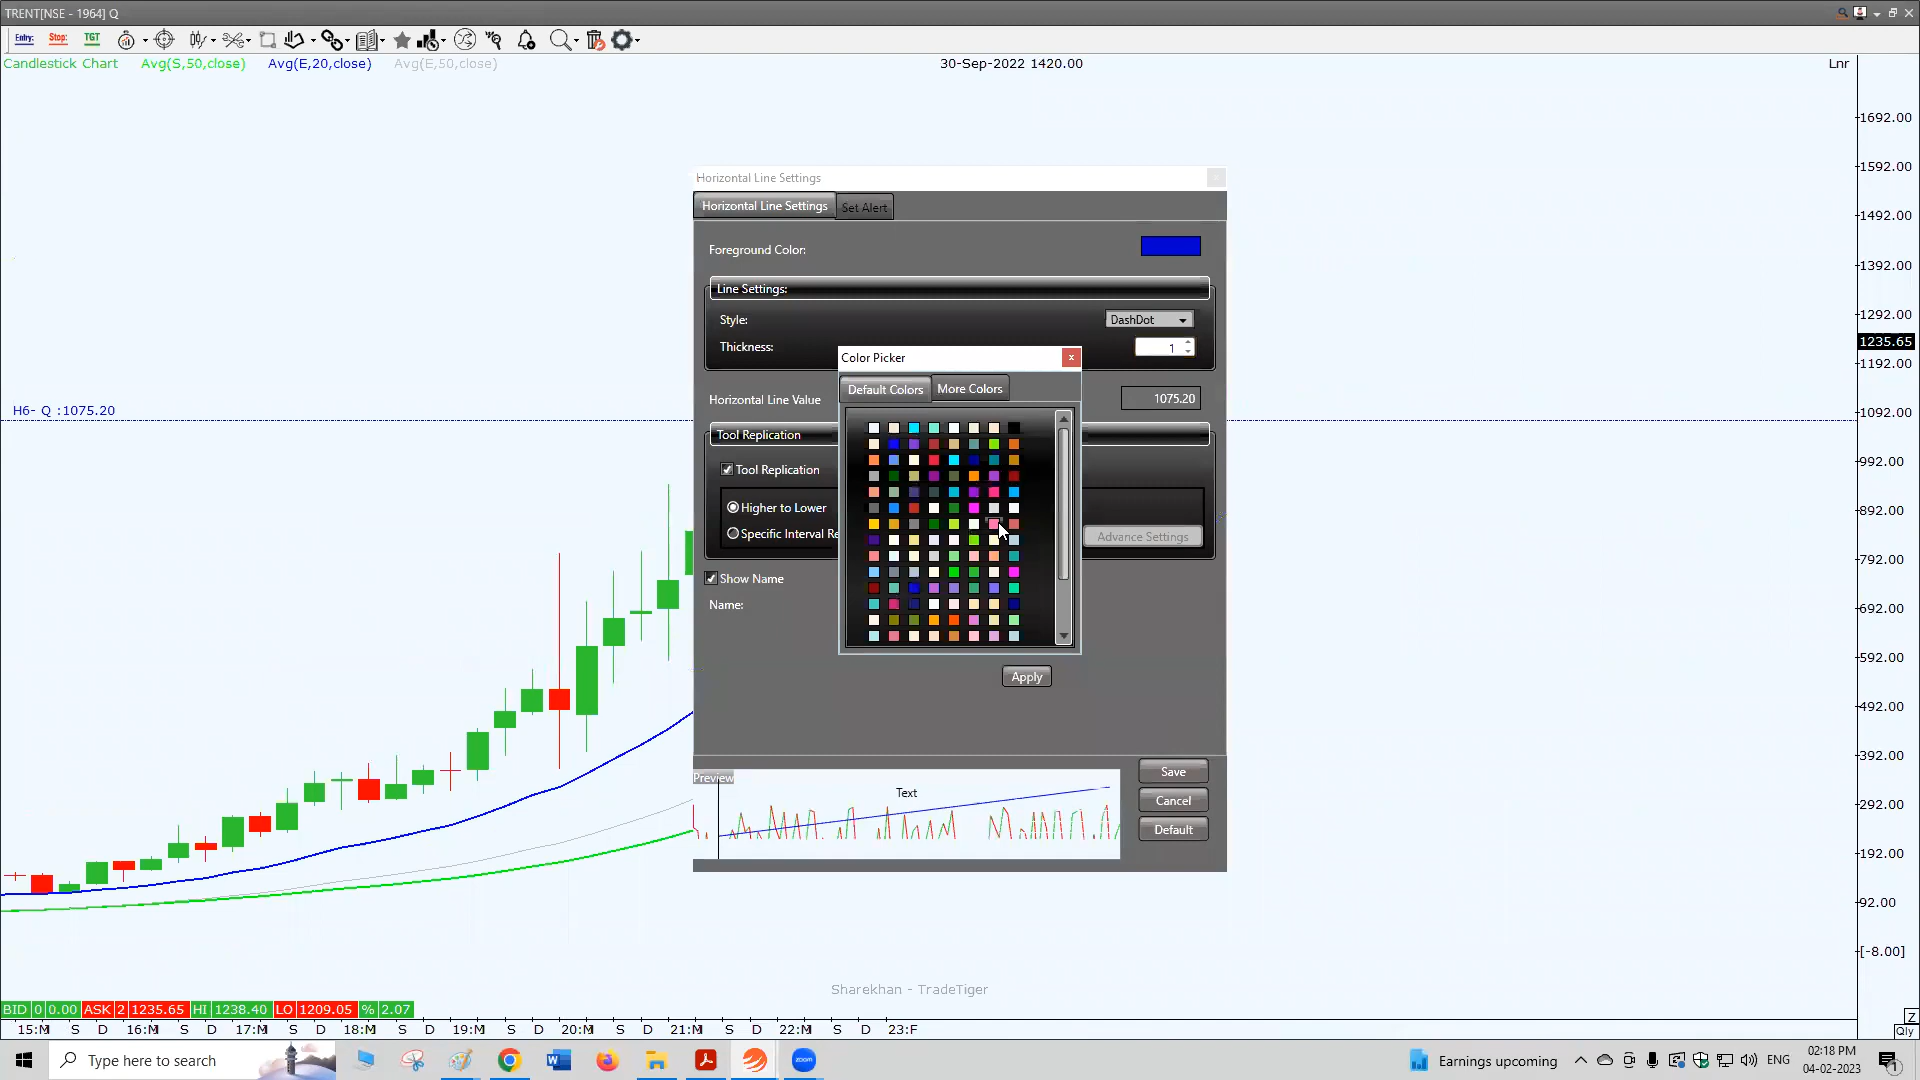 TRENT[NSE - 1964] Q
Entry: Stop: TGT
Candlestick Chart Avg(S,50,close) Avg(E,20,close) Avg(E,50,close) 30-Sep-2022 1420.00 Lnr
1692.00
1592.00
1492.00
1392.00
1292.00
1235.65
1192.00
1092.00
992.00
892.00
792.00
692.00
592.00
492.00
392.00
292.00
192.00
92.00
[-8.00]
H6- Q :1075.20
Horizontal Line Settings
Horizontal Line Settings Set Alert
Foreground Color:
Line Settings:
Style: DashDot
Thickness: 1
Color Picker
Default Colors More Colors
Horizontal Line Value 1075.20
Tool Replication
Tool Replication
Higher to Lower
Specific Interval Re
Advance Settings
Show Name
Name:
Apply
Preview
Text
Save
Cancel
Default
Sharekhan - TradeTiger
BID 0 0.00 ASK 2 1235.65 HI 1238.40 LO 1209.05 % 2.07
15:M S D 16:M S D 17:M S D 18:M S D 19:M S D 20:M S D 21:M S D 22:M S D 23:F
Z
Qly
Type here to search
zoom
Earnings upcoming
ENG
02:18 PM
04-02-2023
1